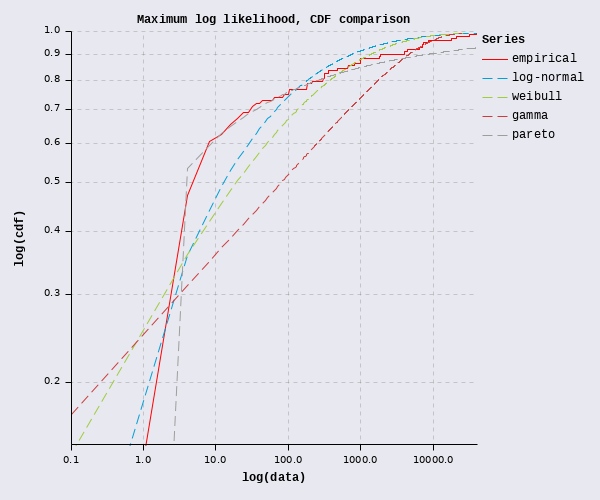 Maximum log likelihood, CDF comparison
Series
empirical
log-normal
weibull
gamma
pareto
log(cdf)
1.0
0.9
0.8
0.7
0.6
0.5
0.4
0.3
0.2
0.1 1.0 10.0 100.0 1000.0 10000.0
log(data)